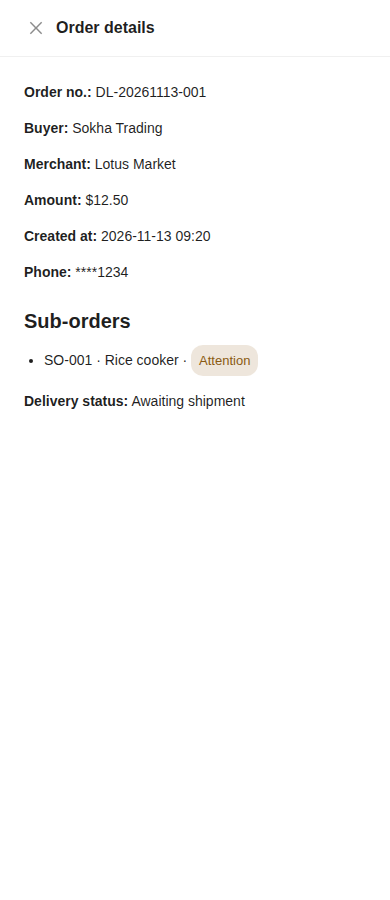 Order details
Order no.: DL-20261113-001
Buyer: Sokha Trading
Merchant: Lotus Market
Amount: $12.50
Created at: 2026-11-13 09:20
Phone: ****1234
Sub-orders
• SO-001 · Rice cooker · Attention
Delivery status: Awaiting shipment